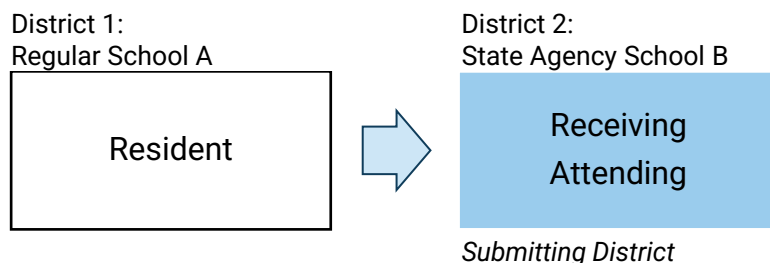 District 1:
Regular School A
Resident
District 2:
State Agency School B
Receiving
Attending
Submitting District